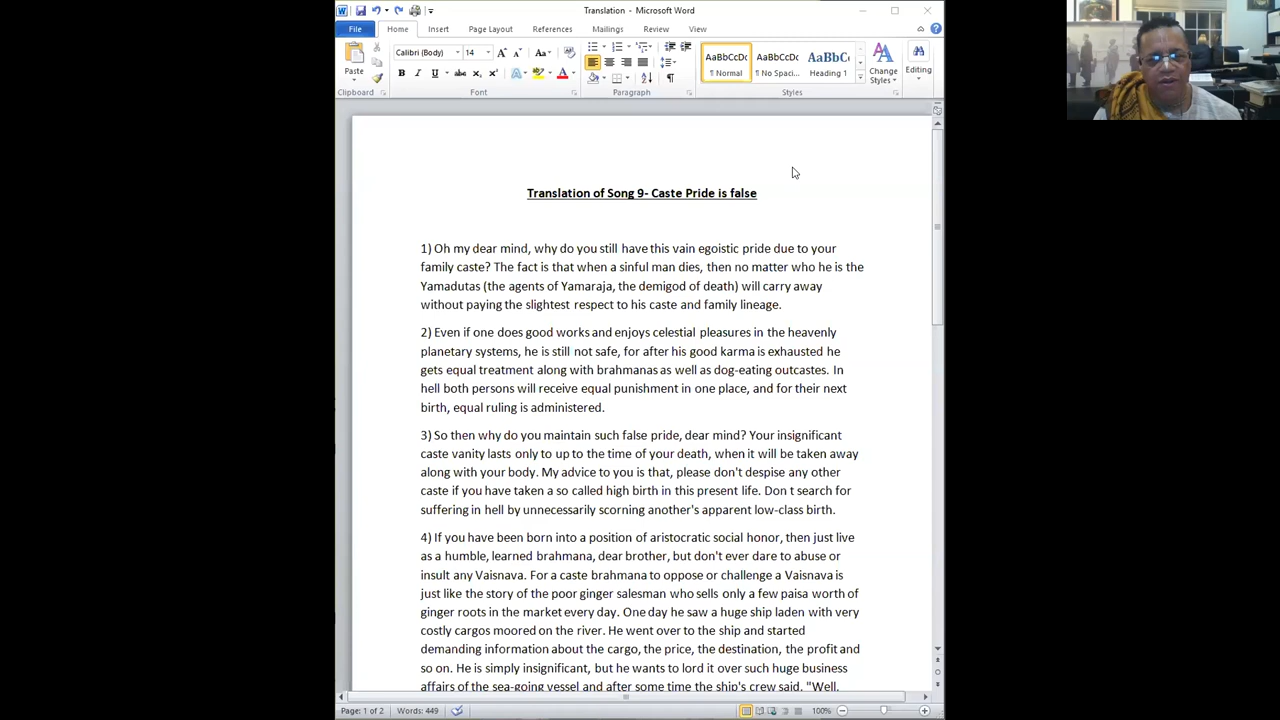 Translation - Microsoft Word
File Home Insert Page Layout References Mailings Review View
Calibri (Body) 14 Aa
AaBbCcDc AaBbCcDc AaBbC
Paste B I U abc x₂ x² A A ¶ ¶ Normal ¶ No Spaci... Heading 1 Change Styles Editing
Clipboard Font Paragraph Styles
Translation of Song 9- Caste Pride is false
1) Oh my dear mind, why do you still have this vain egoistic pride due to your
family caste? The fact is that when a sinful man dies, then no matter who he is the
Yamadutas (the agents of Yamaraja, the demigod of death) will carry away
without paying the slightest respect to his caste and family lineage.
2) Even if one does good works and enjoys celestial pleasures in the heavenly
planetary systems, he is still not safe, for after his good karma is exhausted he
gets equal treatment along with brahmanas as well as dog-eating outcastes. In
hell both persons will receive equal punishment in one place, and for their next
birth, equal ruling is administered.
3) So then why do you maintain such false pride, dear mind? Your insignificant
caste vanity lasts only to up to the time of your death, when it will be taken away
along with your body. My advice to you is that, please don't despise any other
caste if you have taken a so called high birth in this present life. Don t search for
suffering in hell by unnecessarily scorning another's apparent low-class birth.
4) If you have been born into a position of aristocratic social honor, then just live
as a humble, learned brahmana, dear brother, but don't ever dare to abuse or
insult any Vaisnava. For a caste brahmana to oppose or challenge a Vaisnava is
just like the story of the poor ginger salesman who sells only a few paisa worth of
ginger roots in the market every day. One day he saw a huge ship laden with very
costly cargos moored on the river. He went over to the ship and started
demanding information about the cargo, the price, the destination, the profit and
so on. He is simply insignificant, but he wants to lord it over such huge business
affairs of the sea-going vessel and after some time the ship's crew said, "Well,
Page: 1 of 2 Words: 449 100%